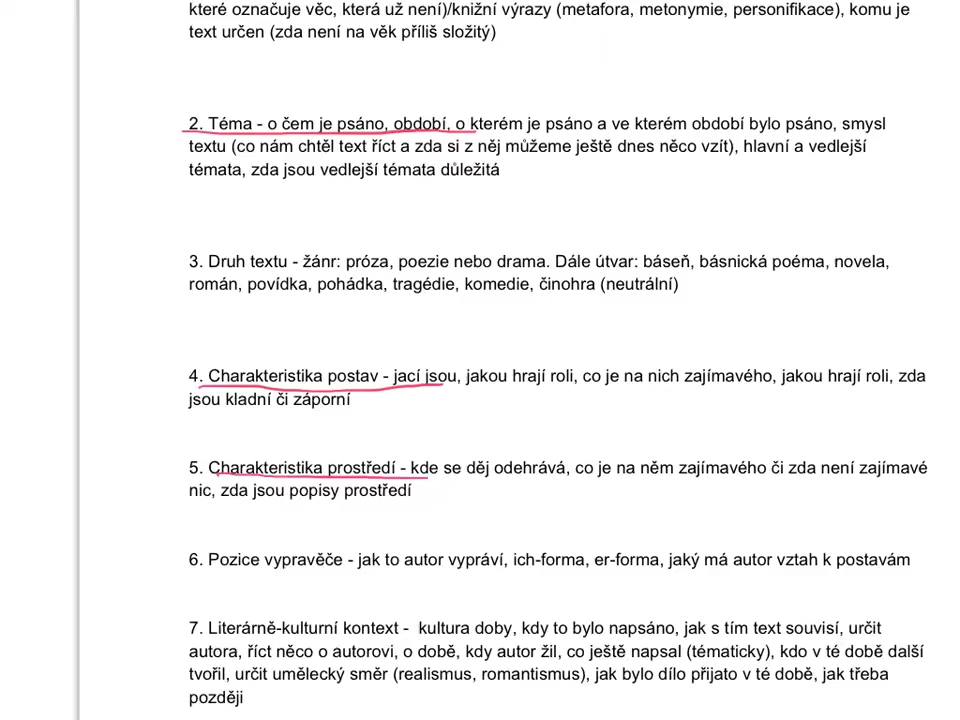 které označuje věc, která už není)/knižní výrazy (metafora, metonymie, personifikace), komu je
text určen (zda není na věk příliš složitý)
2. Téma - o čem je psáno, období, o kterém je psáno a ve kterém období bylo psáno, smysl
textu (co nám chtěl text říct a zda si z něj můžeme ještě dnes něco vzít), hlavní a vedlejší
témata, zda jsou vedlejší témata důležitá
3. Druh textu - žánr: próza, poezie nebo drama. Dále útvar: báseň, básnická poéma, novela,
román, povídka, pohádka, tragédie, komedie, činohra (neutrální)
4. Charakteristika postav - jací jsou, jakou hrají roli, co je na nich zajímavého, jakou hrají roli, zda
jsou kladní či záporní
5. Charakteristika prostředí - kde se děj odehrává, co je na něm zajímavého či zda není zajímavé
nic, zda jsou popisy prostředí
6. Pozice vypravěče - jak to autor vypráví, ich-forma, er-forma, jaký má autor vztah k postavám
7. Literárně-kulturní kontext - kultura doby, kdy to bylo napsáno, jak s tím text souvisí, určit
autora, říct něco o autorovi, o době, kdy autor žil, co ještě napsal (tématicky), kdo v té době další
tvořil, určit umělecký směr (realismus, romantismus), jak bylo dílo přijato v té době, jak třeba
později